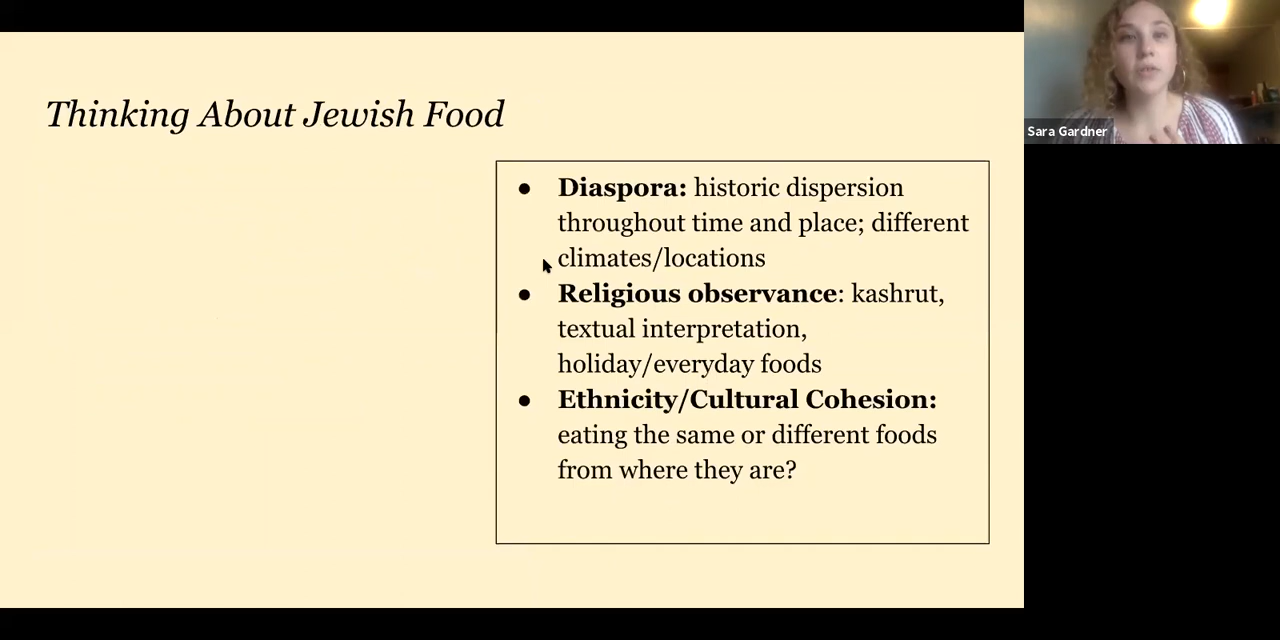 Thinking About Jewish Food
● Diaspora: historic dispersion
throughout time and place; different
climates/locations
● Religious observance: kashrut,
textual interpretation,
holiday/everyday foods
● Ethnicity/Cultural Cohesion:
eating the same or different foods
from where they are?
Sara Gardner